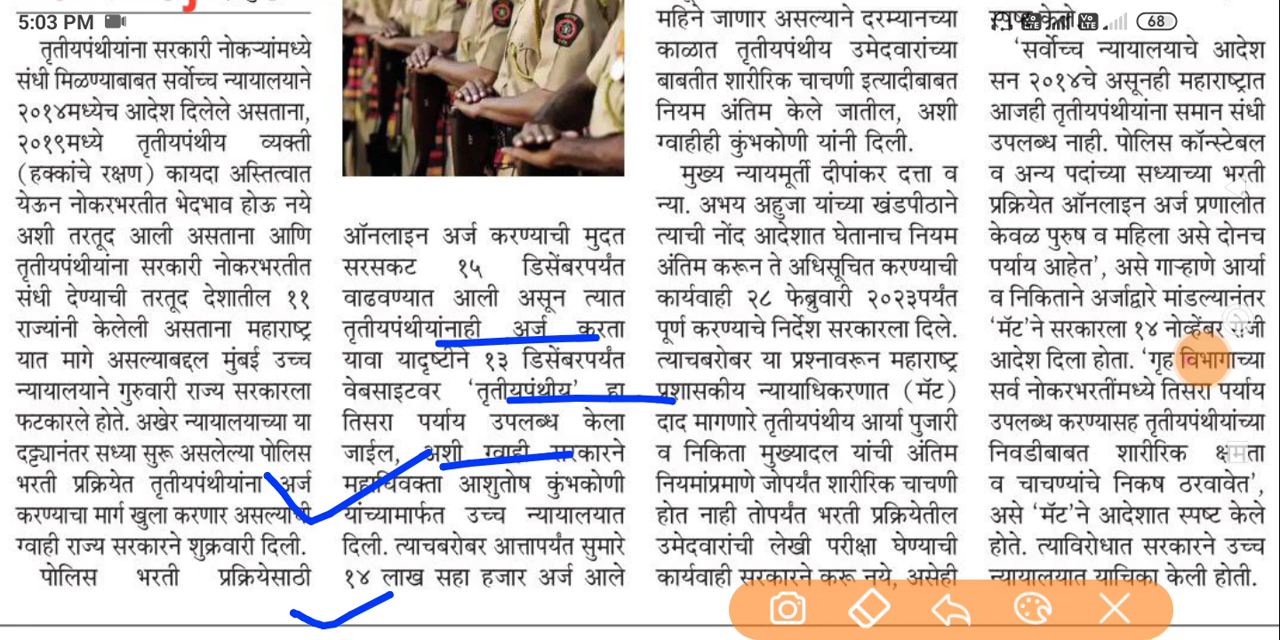 5:03 PM
68
तृतीयपंथीयांना सरकारी नोकऱ्यांमध्ये
संधी मिळण्याबाबत सर्वोच्च न्यायालयाने
२०१४मध्येच आदेश दिलेले असताना,
२०१९मध्ये तृतीयपंथीय व्यक्ती
(हक्कांचे रक्षण) कायदा अस्तित्वात
येऊन नोकरभरतीत भेदभाव होऊ नये
अशी तरतूद आली असताना आणि
तृतीयपंथीयांना सरकारी नोकरभरतीत
संधी देण्याची तरतूद देशातील ११
राज्यांनी केलेली असताना महाराष्ट्र
यात मागे असल्याबद्दल मुंबई उच्च
न्यायालयाने गुरुवारी राज्य सरकारला
फटकारले होते. अखेर न्यायालयाच्या या
दट्ट्यानंतर सध्या सुरू असलेल्या पोलिस
भरती प्रक्रियेत तृतीयपंथीयांना अर्ज
करण्याचा मार्ग खुला करणार असल्याची
ग्वाही राज्य सरकारने शुक्रवारी दिली.
पोलिस भरती प्रक्रियेसाठी
ऑनलाइन अर्ज करण्याची मुदत
सरसकट १५ डिसेंबरपर्यंत
वाढवण्यात आली असून त्यात
तृतीयपंथीयांनाही अर्ज करता
यावा यादृष्टीने १३ डिसेंबरपर्यंत
वेबसाइटवर 'तृतीयपंथीय' हा
तिसरा पर्याय उपलब्ध केला
जाईल, अशी ग्वाही सरकारने
महाधिवक्ता आशुतोष कुंभकोणी
यांच्यामार्फत उच्च न्यायालयात
दिली. त्याचबरोबर आत्तापर्यंत सुमारे
१४ लाख सहा हजार अर्ज आले
महिने जाणार असल्याने दरम्यानच्या
काळात तृतीयपंथीय उमेदवारांच्या
बाबतीत शारीरिक चाचणी इत्यादीबाबत
नियम अंतिम केले जातील, अशी
ग्वाहीही कुंभकोणी यांनी दिली.
मुख्य न्यायमूर्ती दीपांकर दत्ता व
न्या. अभय अहुजा यांच्या खंडपीठाने
त्याची नोंद आदेशात घेतानाच नियम
अंतिम करून ते अधिसूचित करण्याची
कार्यवाही २८ फेब्रुवारी २०२३पर्यंत
पूर्ण करण्याचे निर्देश सरकारला दिले.
त्याचबरोबर या प्रश्नावरून महाराष्ट्र
प्रशासकीय न्यायाधिकरणात (मॅट)
दाद मागणारे तृतीयपंथीय आर्या पुजारी
व निकिता मुख्यादल यांची अंतिम
नियमांप्रमाणे जोपर्यंत शारीरिक चाचणी
होत नाही तोपर्यंत भरती प्रक्रियेतील
उमेदवारांची लेखी परीक्षा घेण्याची
कार्यवाही सरकारने करू नये, असेही
स्पष्ट केले.
'सर्वोच्च न्यायालयाचे आदेश
सन २०१४चे असूनही महाराष्ट्रात
आजही तृतीयपंथीयांना समान संधी
उपलब्ध नाही. पोलिस कॉन्स्टेबल
व अन्य पदांच्या सध्याच्या भरती
प्रक्रियेत ऑनलाइन अर्ज प्रणालीत
केवळ पुरुष व महिला असे दोनच
पर्याय आहेत', असे गाऱ्हाणे आर्या
व निकिताने अर्जाद्वारे मांडल्यानंतर
'मॅट'ने सरकारला १४ नोव्हेंबर रोजी
आदेश दिला होता. 'गृह विभागाच्या
सर्व नोकरभरतींमध्ये तिसरा पर्याय
उपलब्ध करण्यासह तृतीयपंथीयांच्या
निवडीबाबत शारीरिक क्षमता
व चाचण्यांचे निकष ठरवावेत',
असे 'मॅट'ने आदेशात स्पष्ट केले
होते. त्याविरोधात सरकारने उच्च
न्यायालयात याचिका केली होती.